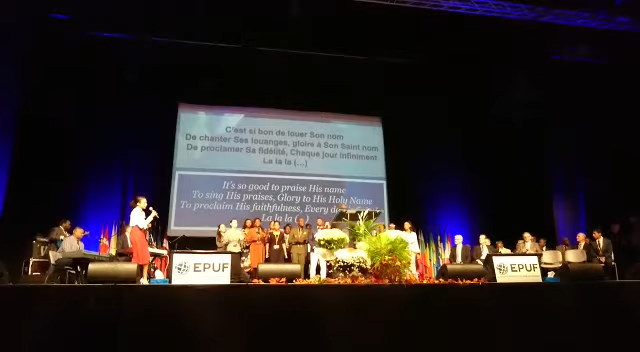 C'est si bon de louer Son nom
De chanter Ses louanges, gloire à Son Saint nom
De proclamer Sa fidélité, Chaque jour infiniment
La la la (...)
It's so good to praise His name
To sing His praises, Glory to His Holy Name
To proclaim His faithfulness, Every
La la la
EPUF
EPUF